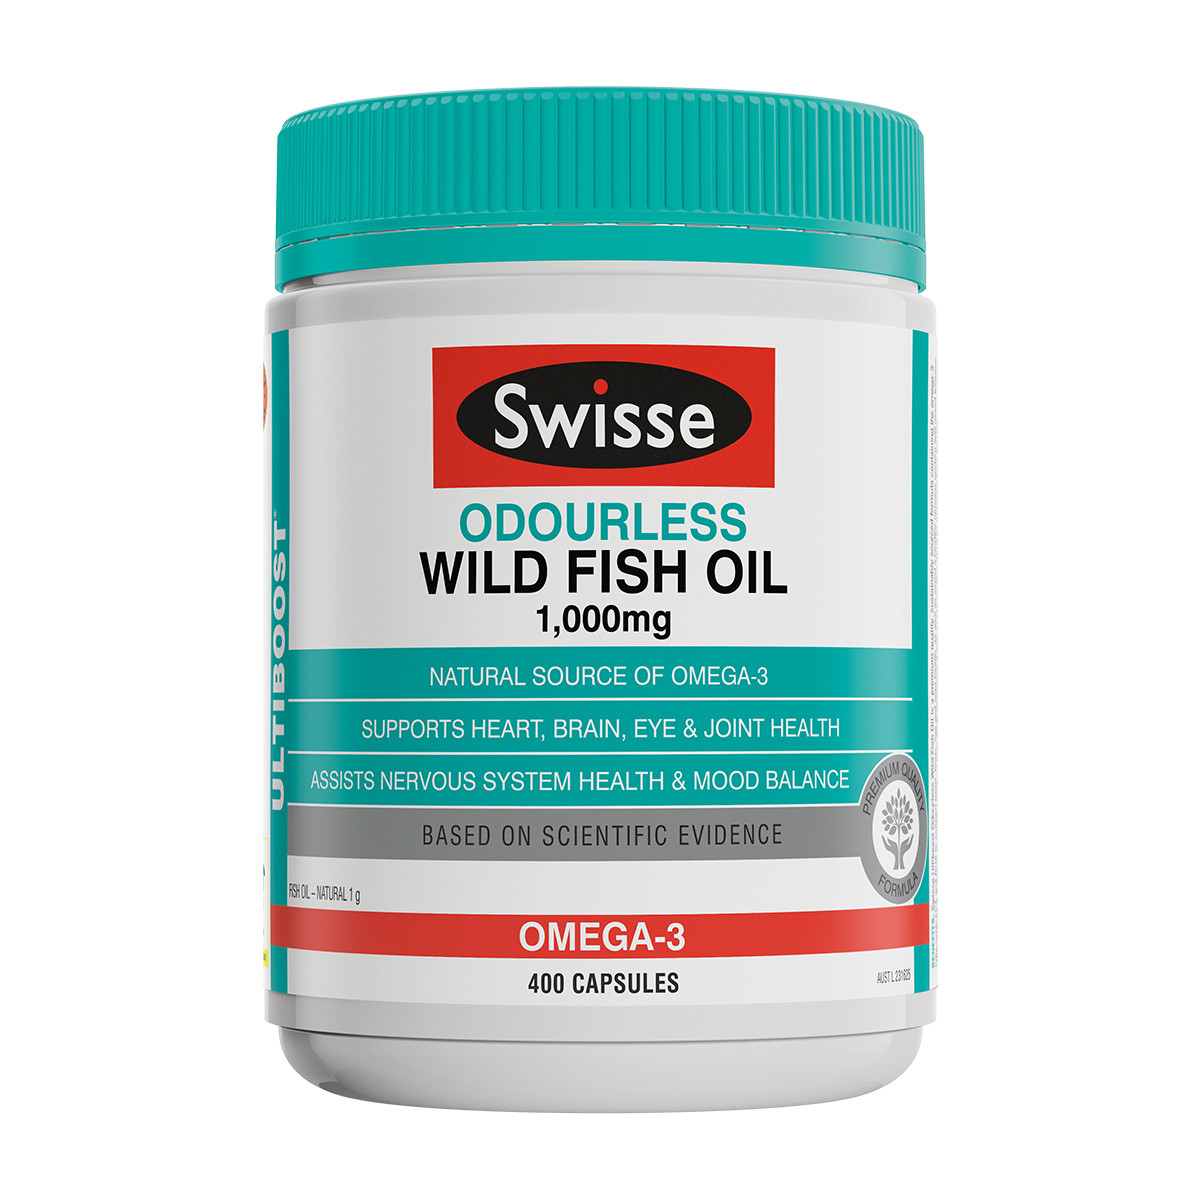 Swisse
ODOURLESS
WILD FISH OIL
1,000mg
NATURAL SOURCE OF OMEGA-3
SUPPORTS HEART, BRAIN, EYE & JOINT HEALTH
ASSISTS NERVOUS SYSTEM HEALTH & MOOD BALANCE
BASED ON SCIENTIFIC EVIDENCE
PREMIUM QUALITY
FORMULA
FISH OIL – NATURAL 1 g
OMEGA-3
400 CAPSULES
AUST L 231625
ULTIBOOST®